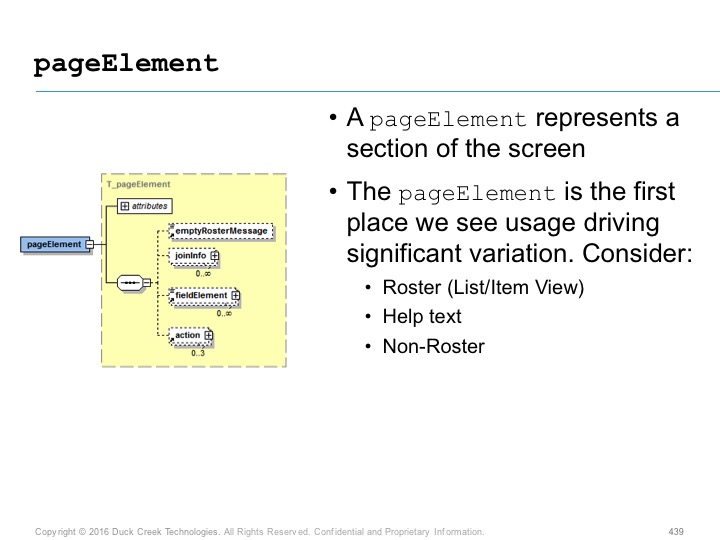 pageElement
• A pageElement represents a
section of the screen
• The pageElement is the first
place we see usage driving
significant variation. Consider:
• Roster (List/Item View)
• Help text
• Non-Roster
T_pageElement
attributes
pageElement
emptyRosterMessage
joinInfo
0..∞
fieldElement
0..∞
action
0..3
Copyright © 2016 Duck Creek Technologies. All Rights Reserved. Confidential and Proprietary Information.
439